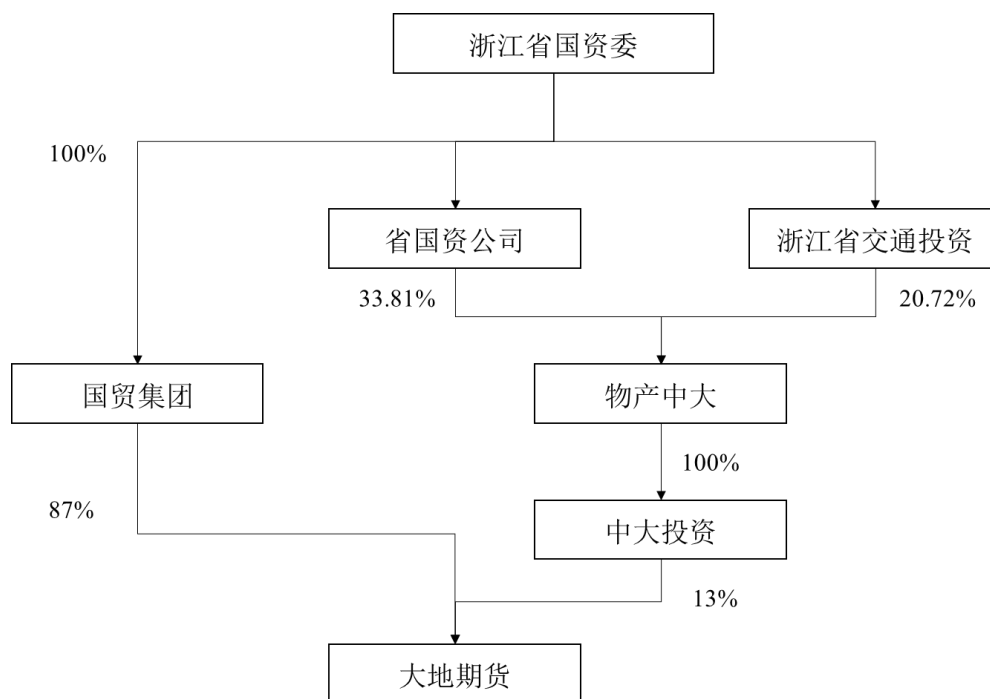 浙江省国资委
100%
省国资公司
浙江省交通投资
33.81%
20.72%
国贸集团
物产中大
100%
87%
中大投资
13%
大地期货